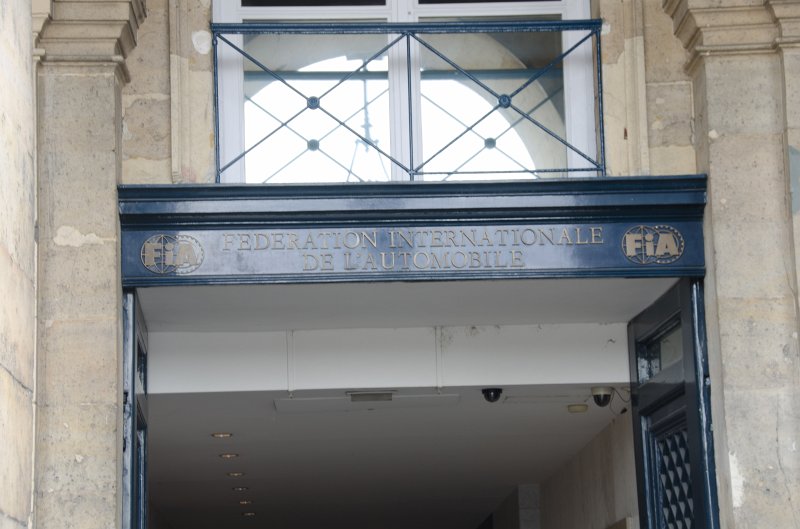 FiA FEDERATION INTERNATIONALE FiA
DE L'AUTOMOBILE